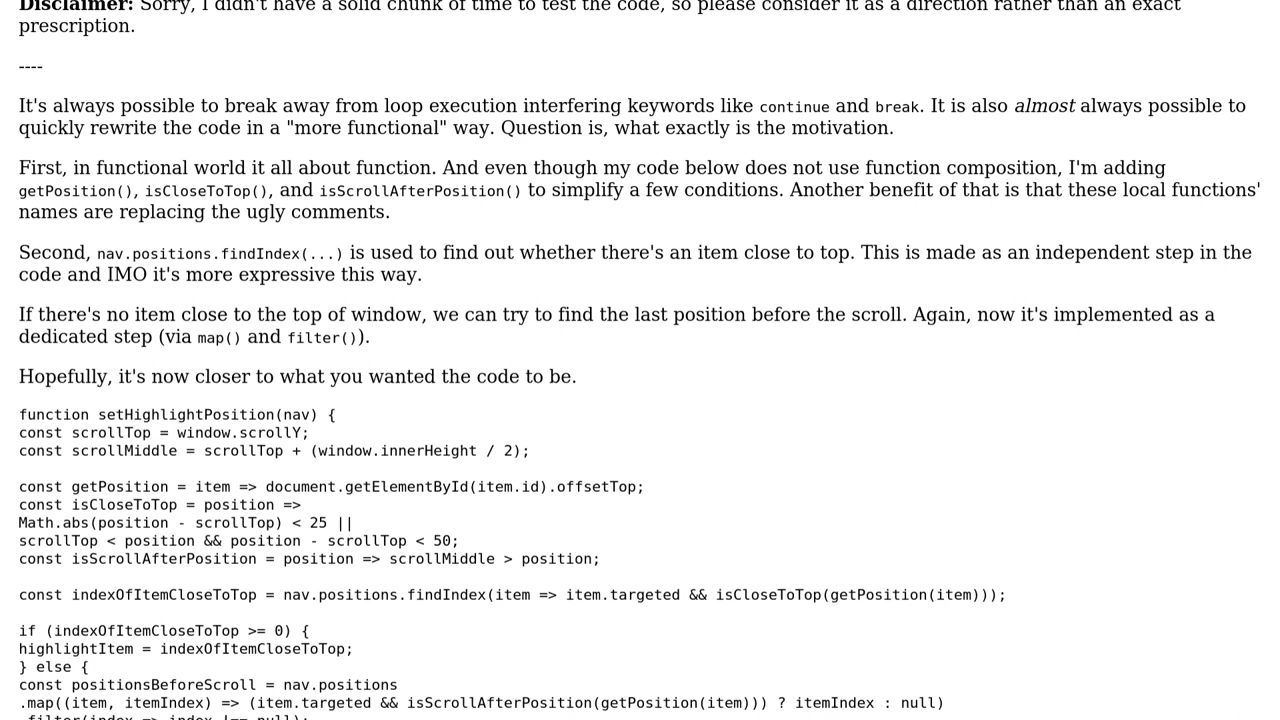 Disclaimer: Sorry, I didn't have a solid chunk of time to test the code, so please consider it as a direction rather than an exact
prescription.
----
It's always possible to break away from loop execution interfering keywords like continue and break. It is also almost always possible to
quickly rewrite the code in a "more functional" way. Question is, what exactly is the motivation.
First, in functional world it all about function. And even though my code below does not use function composition, I'm adding
getPosition(), isCloseToTop(), and isScrollAfterPosition() to simplify a few conditions. Another benefit of that is that these local functions'
names are replacing the ugly comments.
Second, nav.positions.findIndex(...) is used to find out whether there's an item close to top. This is made as an independent step in the
code and IMO it's more expressive this way.
If there's no item close to the top of window, we can try to find the last position before the scroll. Again, now it's implemented as a
dedicated step (via map() and filter()).
Hopefully, it's now closer to what you wanted the code to be.
function setHighlightPosition(nav) {
const scrollTop = window.scrollY;
const scrollMiddle = scrollTop + (window.innerHeight / 2);
const getPosition = item => document.getElementById(item.id).offsetTop;
const isCloseToTop = position =>
Math.abs(position - scrollTop) < 25 ||
scrollTop < position && position - scrollTop < 50;
const isScrollAfterPosition = position => scrollMiddle > position;
const indexOfItemCloseToTop = nav.positions.findIndex(item => item.targeted && isCloseToTop(getPosition(item)));
if (indexOfItemCloseToTop >= 0) {
highlightItem = indexOfItemCloseToTop;
} else {
const positionsBeforeScroll = nav.positions
.map((item, itemIndex) => (item.targeted && isScrollAfterPosition(getPosition(item))) ? itemIndex : null)
.filter(index => index !== null);